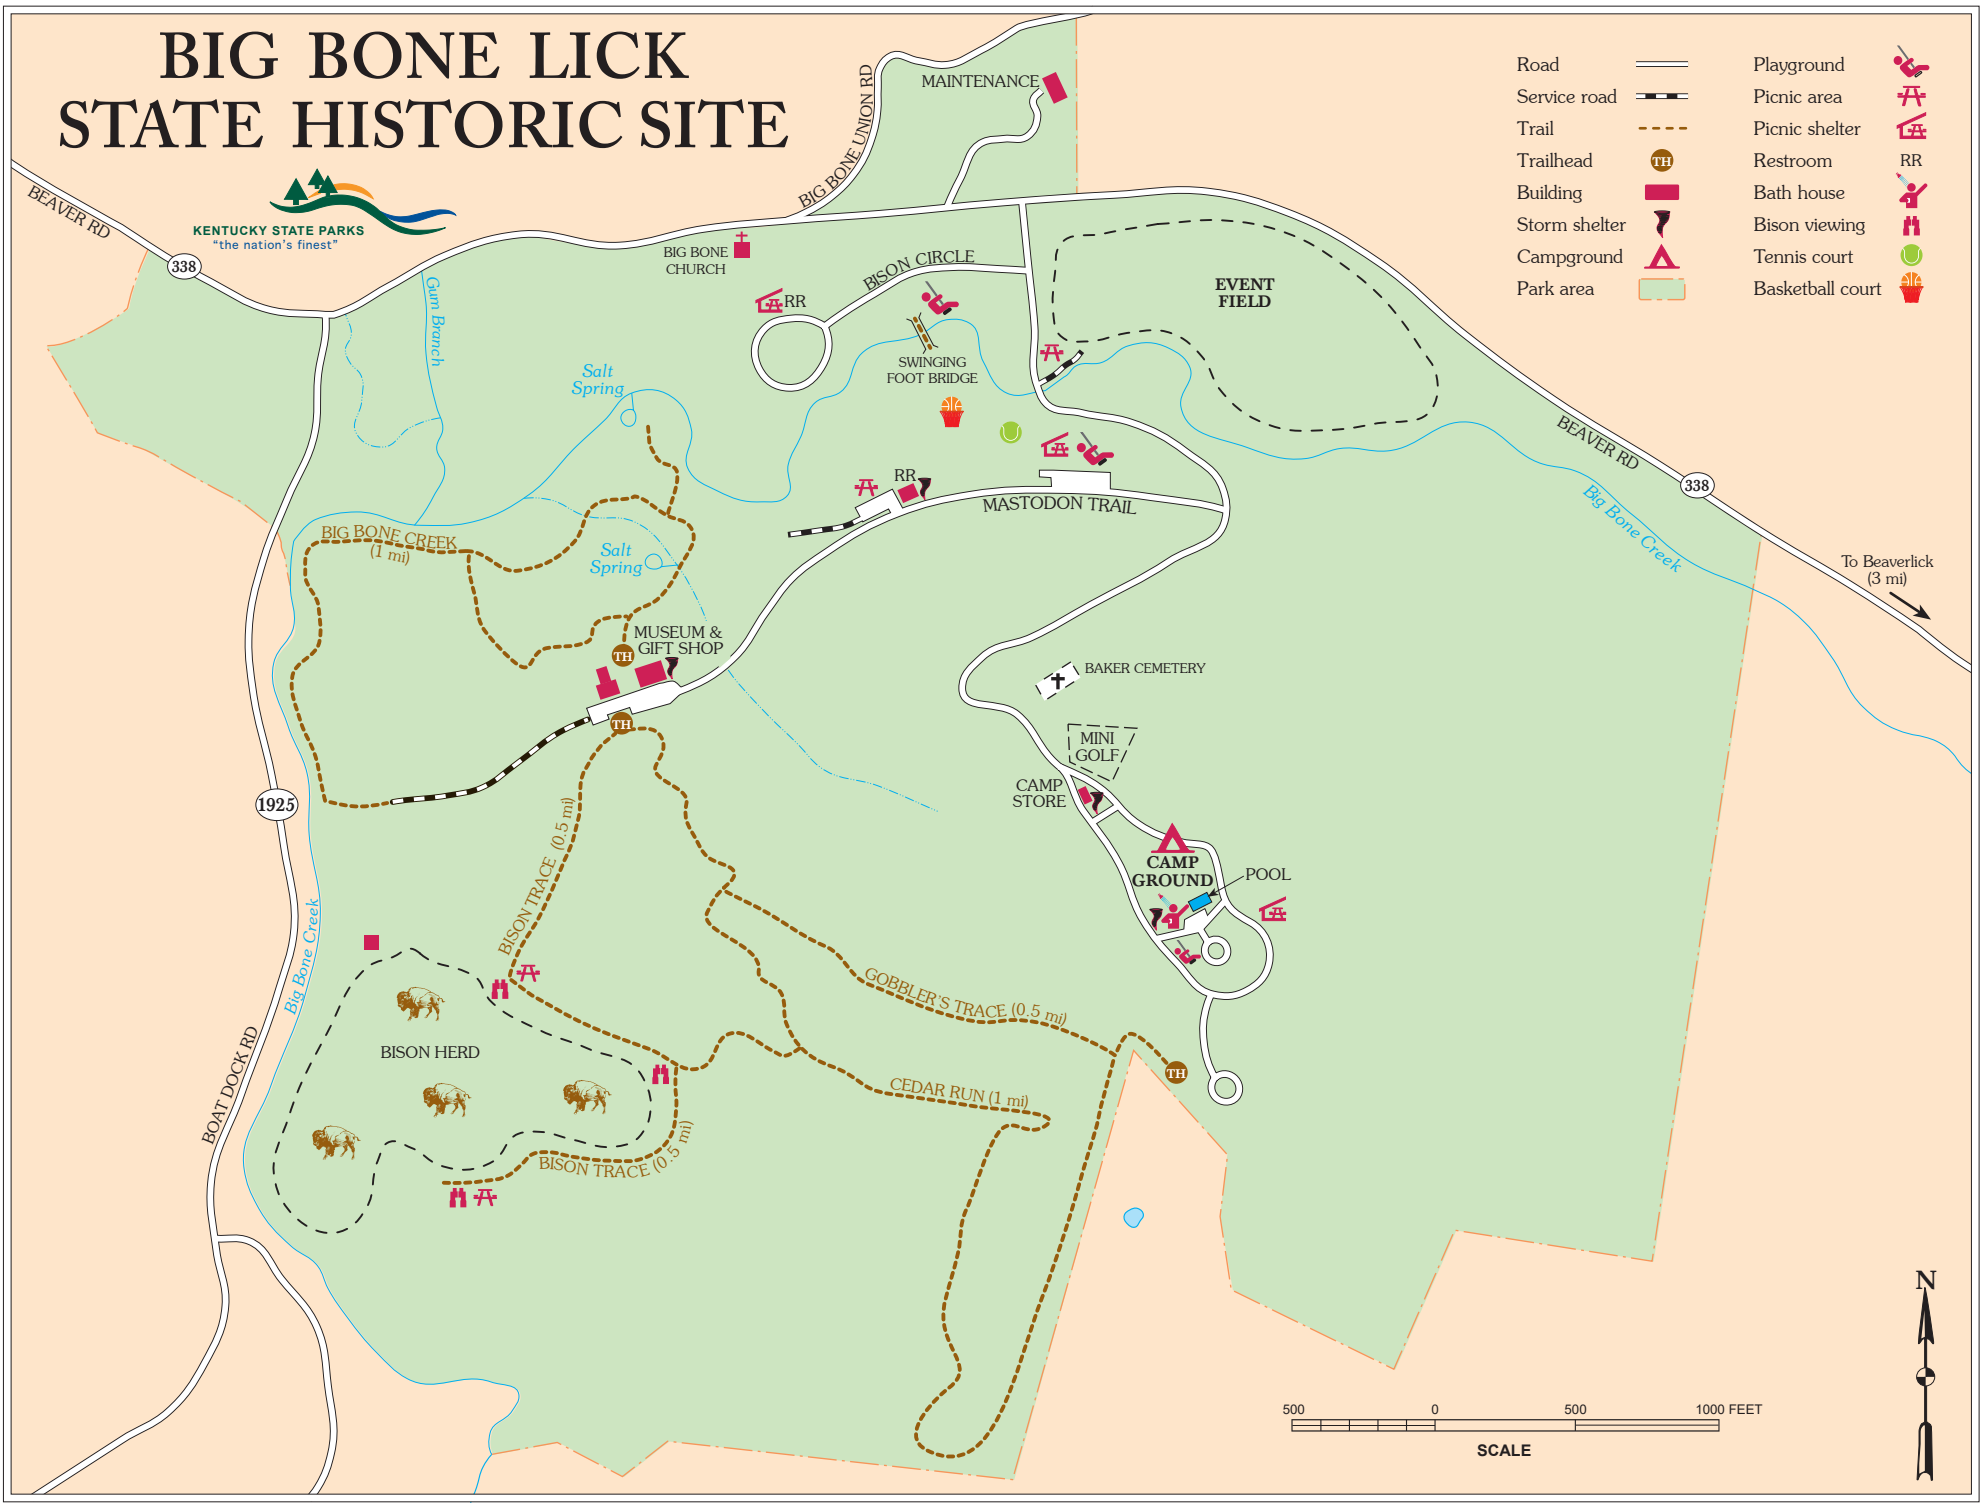 BIG BONE LICK
STATE HISTORIC SITE
KENTUCKY STATE PARKS
“the nation’s finest”
Road
Service road
Trail
Trailhead
TH
Building
Storm shelter
Campground
Park area
Playground
Picnic area
Picnic shelter
Restroom
RR
Bath house
Bison viewing
Tennis court
Basketball court
BEAVER RD
338
BIG BONE UNION RD
MAINTENANCE
BIG BONE
CHURCH
BISON CIRCLE
RR
EVENT
FIELD
Gum Branch
SWINGING
FOOT BRIDGE
Salt
Spring
BEAVER RD
338
RR
MASTODON TRAIL
Big Bone Creek
BIG BONE CREEK
(1 mi)
Salt
Spring
To Beaverlick
(3 mi)
MUSEUM &
GIFT SHOP
TH
TH
BAKER CEMETERY
MINI
GOLF
CAMP
STORE
1925
CAMP
GROUND
POOL
BISON TRACE (0.5 mi)
Big Bone Creek
GOBBLER'S TRACE (0.5 mi)
BISON HERD
TH
CEDAR RUN (1 mi)
BOAT DOCK RD
BISON TRACE (0.5 mi)
N
500
0
500
1000 FEET
SCALE